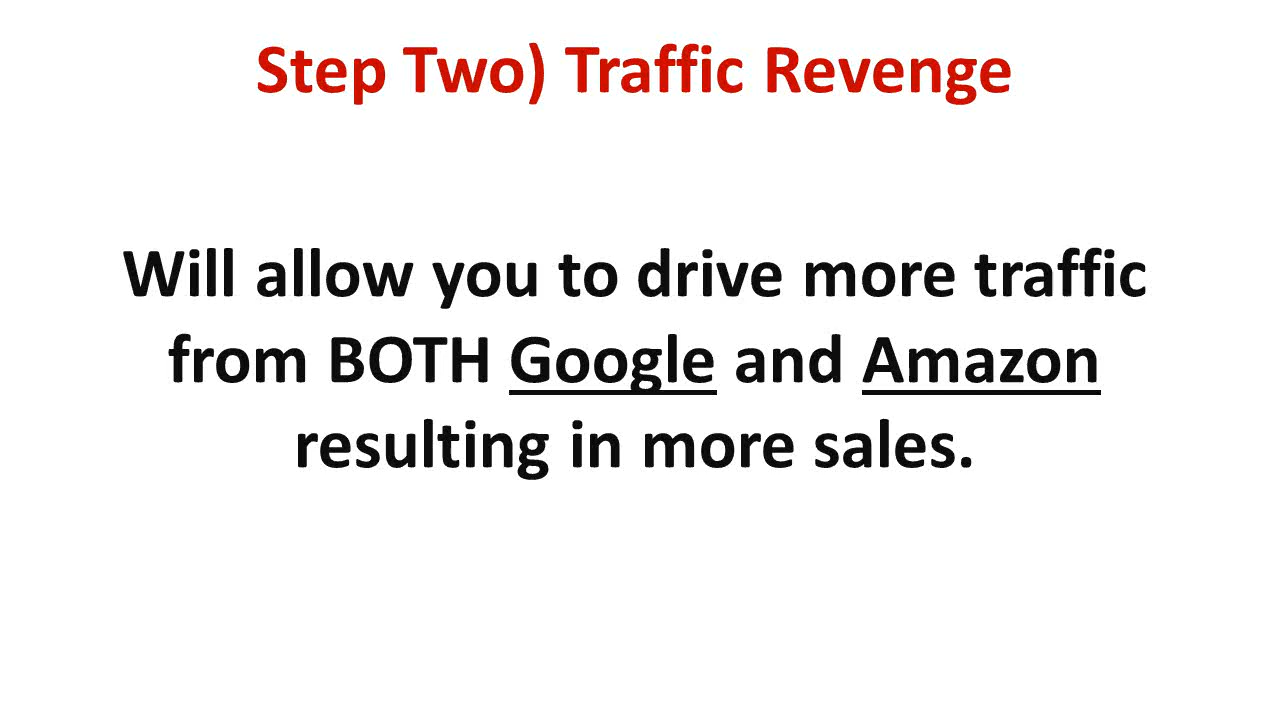 Step Two) Traffic Revenge
Will allow you to drive more traffic
from BOTH Google and Amazon
resulting in more sales.